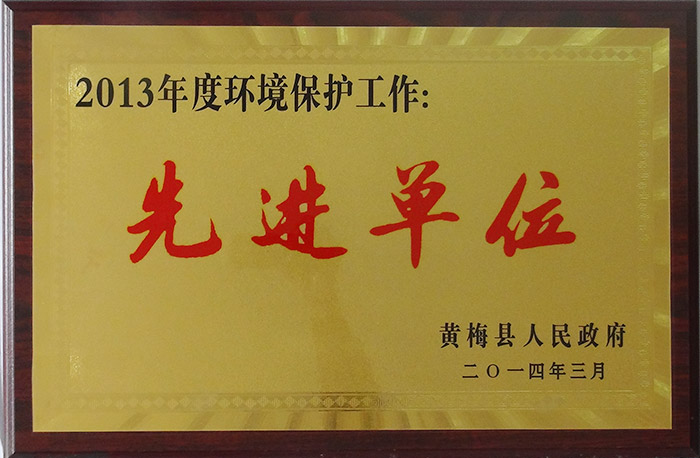 2013年度环境保护工作:
先进单位
黄梅县人民政府
二〇一四年三月